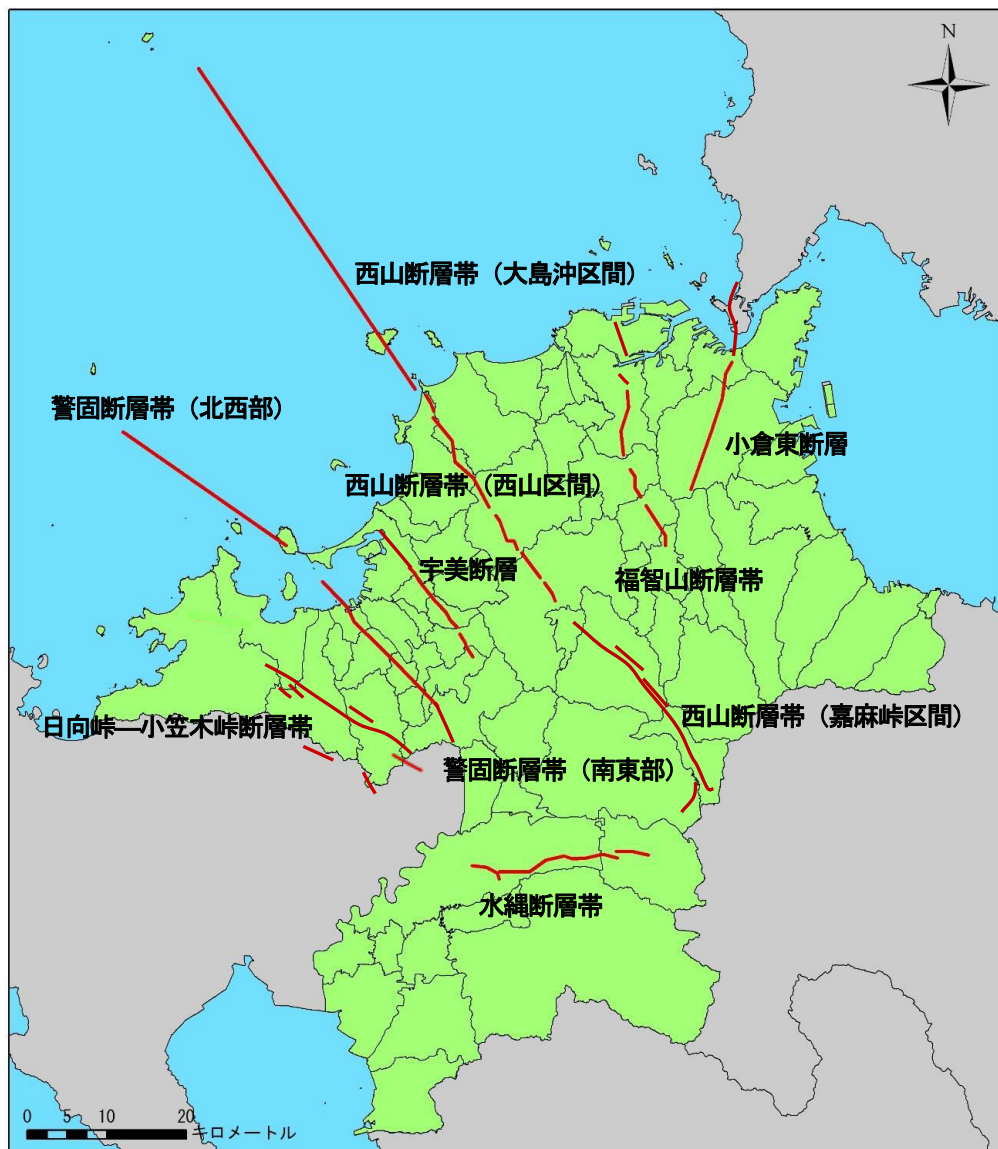 N
西山断層帯（大島沖区間）
警固断層帯（北西部）
小倉東断層
西山断層帯（西山区間）
宇美断層
福智山断層帯
西山断層帯（嘉麻峠区間）
日向峠―小笠木峠断層帯
警固断層帯（南東部）
水縄断層帯
0 5 10 20
キロメートル